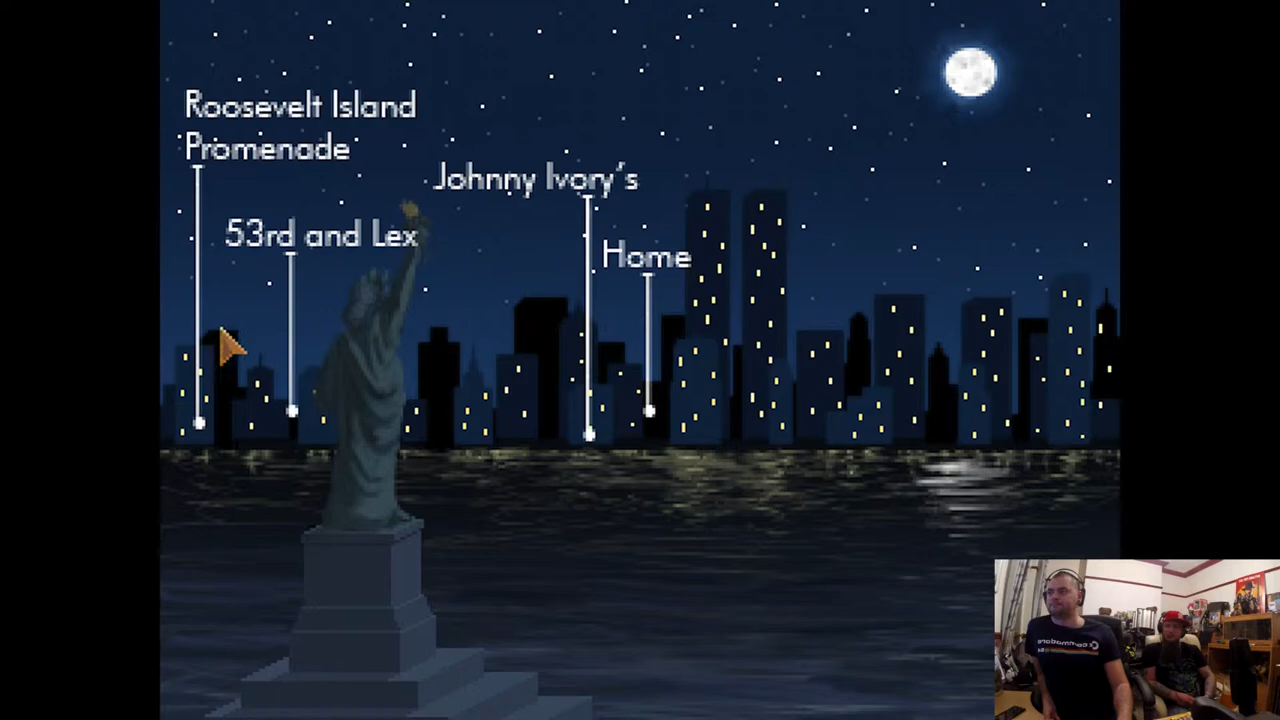 Roosevelt Island
Promenade
Johnny Ivory's
53rd and Lex
Home